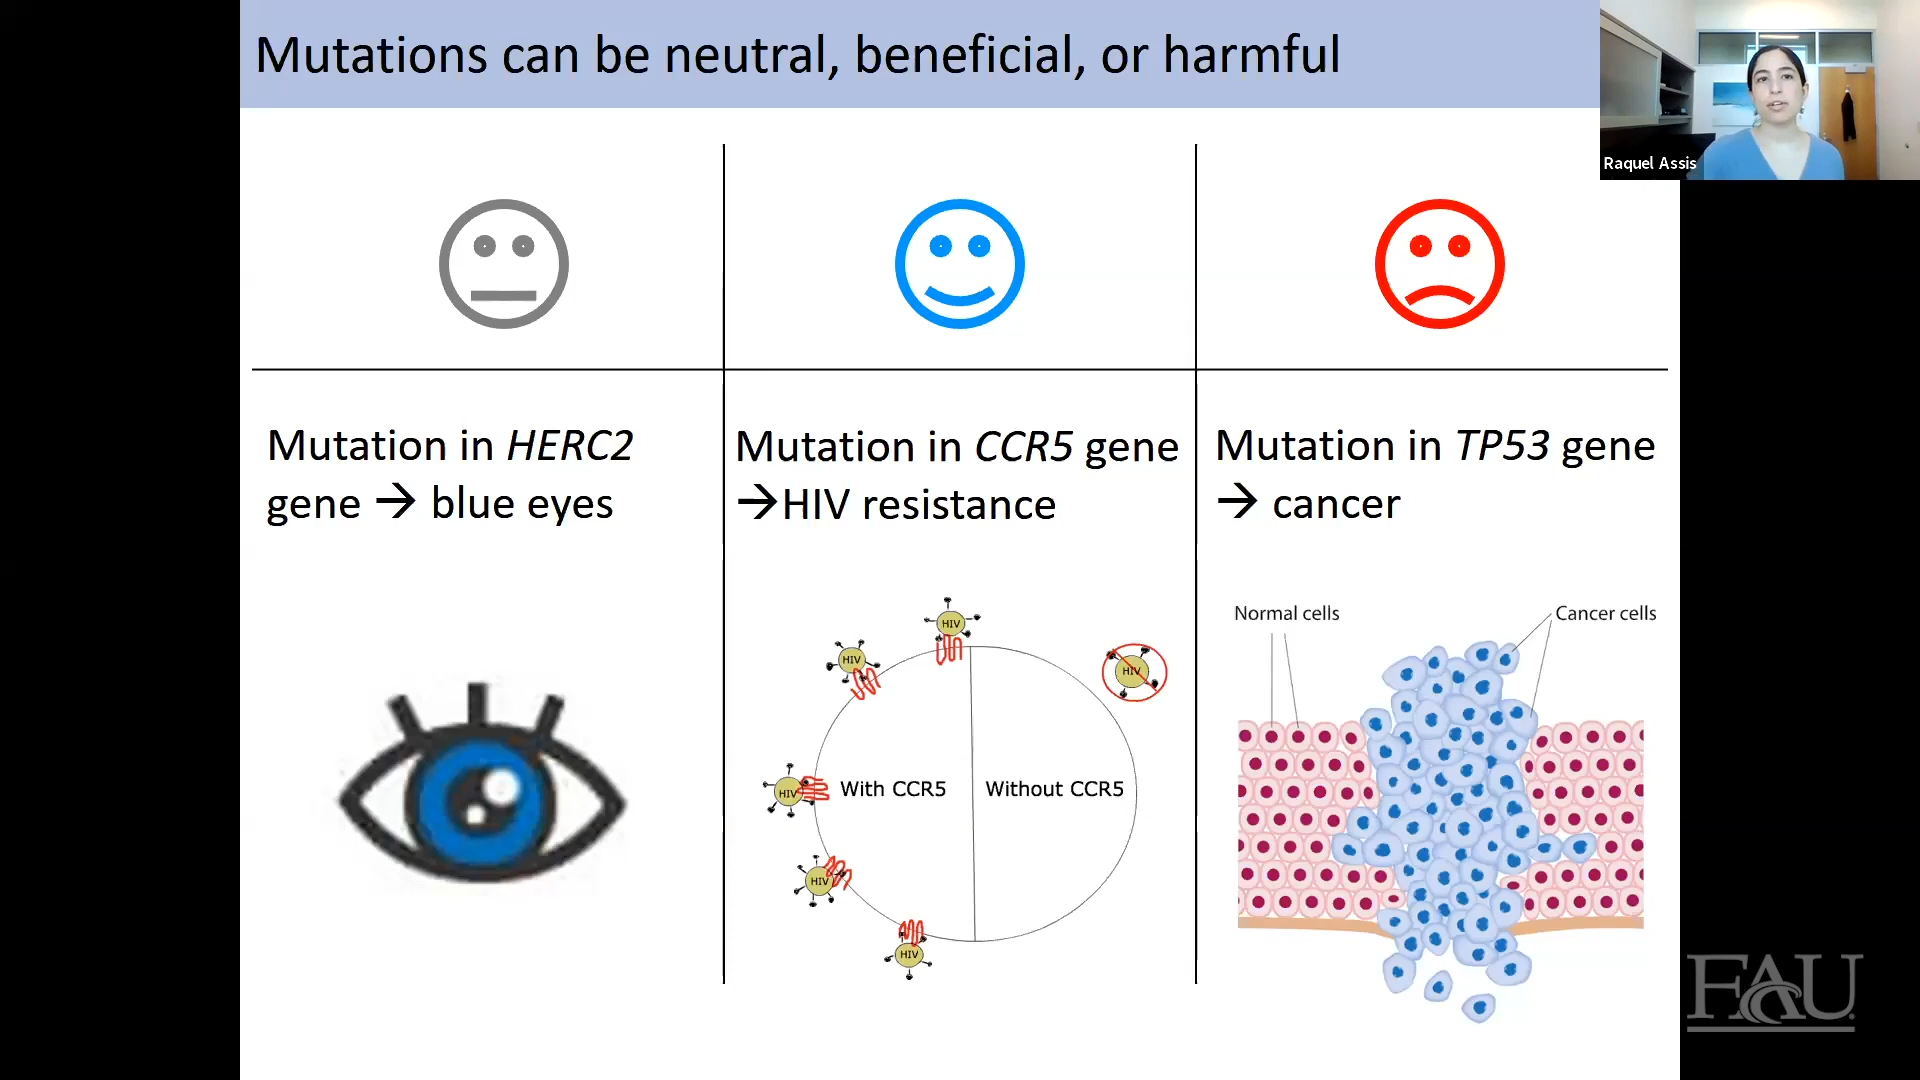 Mutations can be neutral, beneficial, or harmful
Raquel Assis
Mutation in HERC2
gene → blue eyes
Mutation in CCR5 gene
→HIV resistance
Mutation in TP53 gene
→ cancer
HIV
HIV
HIV
HIV
HIV
HIV
With CCR5
Without CCR5
Normal cells
Cancer cells
FAU